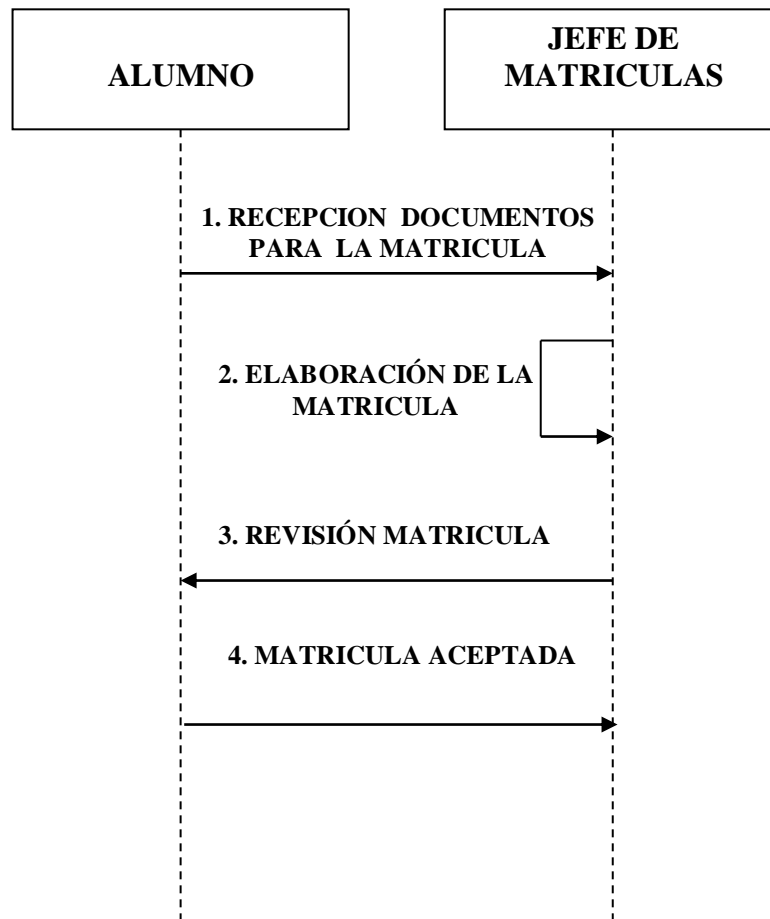 ALUMNO
JEFE DE
MATRICULAS
1. RECEPCION DOCUMENTOS
PARA LA MATRICULA
2. ELABORACIÓN DE LA
MATRICULA
3. REVISIÓN MATRICULA
4. MATRICULA ACEPTADA